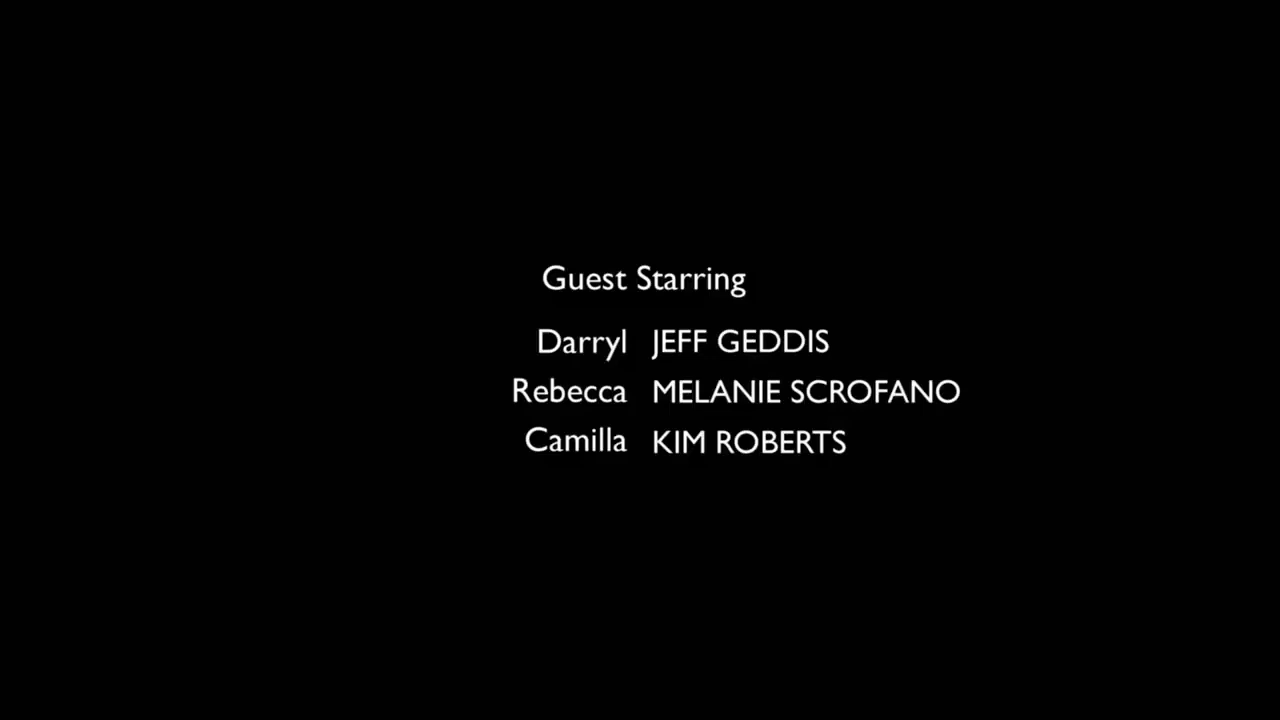 Guest Starring
Darryl JEFF GEDDIS
Rebecca MELANIE SCROFANO
Camilla KIM ROBERTS